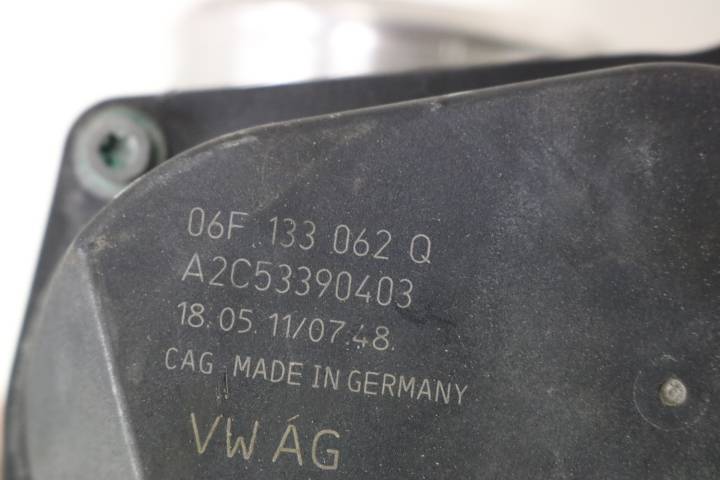 06F 133 062 Q
A2C53390403
18.05.11/07:48.
CAG MADE IN GERMANY
VW AG